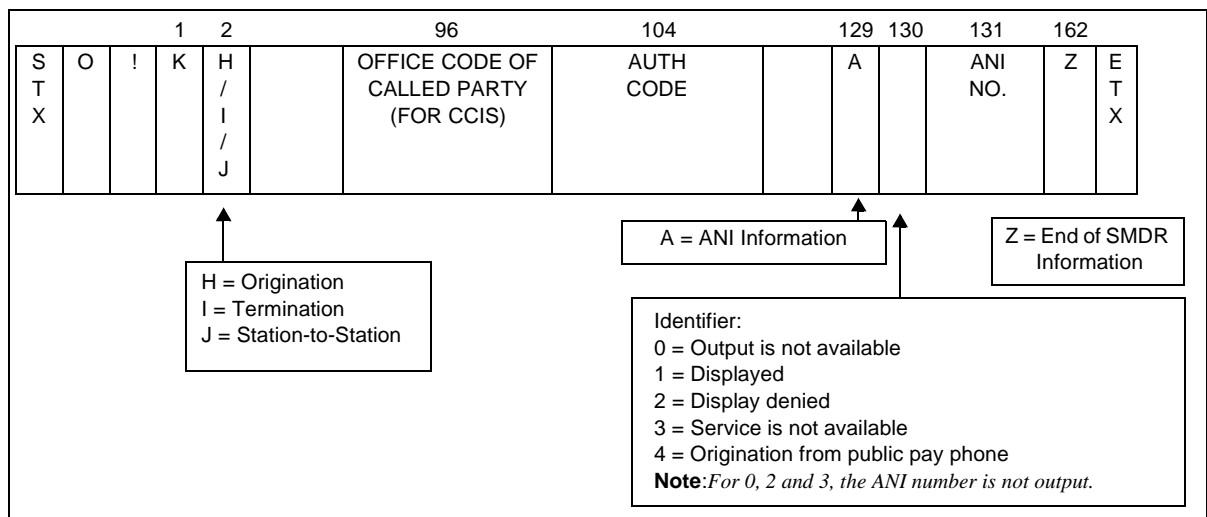 1 2 96 104 129 130 131 162
S O ! K H OFFICE CODE OF AUTH A ANI Z E
T / CALLED PARTY CODE NO. T
X I (FOR CCIS) X
/
J
A = ANI Information
Z = End of SMDR
Information
H = Origination
I = Termination
J = Station-to-Station
Identifier:
0 = Output is not available
1 = Displayed
2 = Display denied
3 = Service is not available
4 = Origination from public pay phone
Note:For 0, 2 and 3, the ANI number is not output.